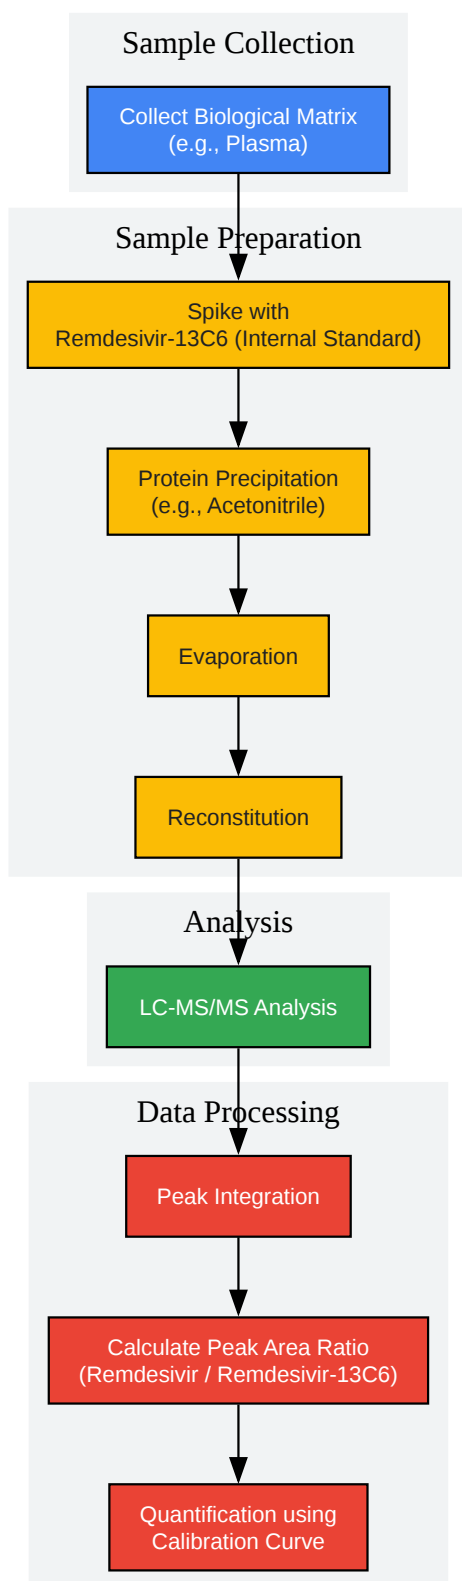 Sample Collection
Collect Biological Matrix
(e.g., Plasma)
Sample Preparation
Spike with
Remdesivir-13C6 (Internal Standard)
Protein Precipitation
(e.g., Acetonitrile)
Evaporation
Reconstitution
Analysis
LC-MS/MS Analysis
Data Processing
Peak Integration
Calculate Peak Area Ratio
(Remdesivir / Remdesivir-13C6)
Quantification using
Calibration Curve